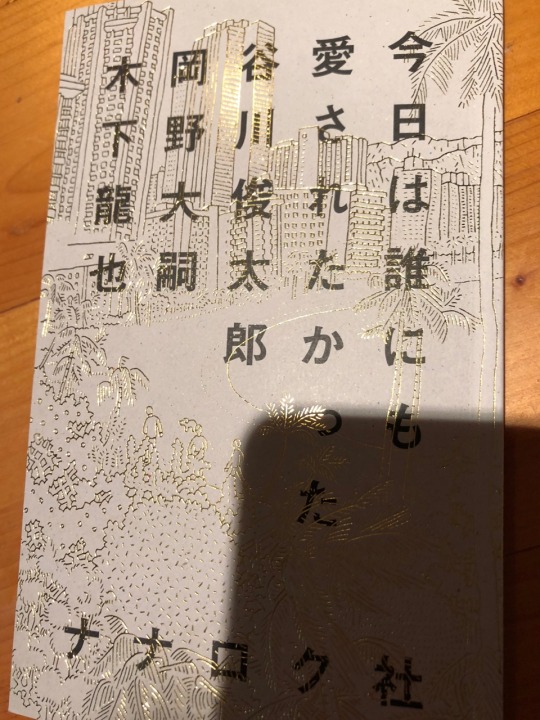 今日は誰にも
愛されたかった
谷川俊太郎
岡野大嗣
木下龍也
ナナロク社